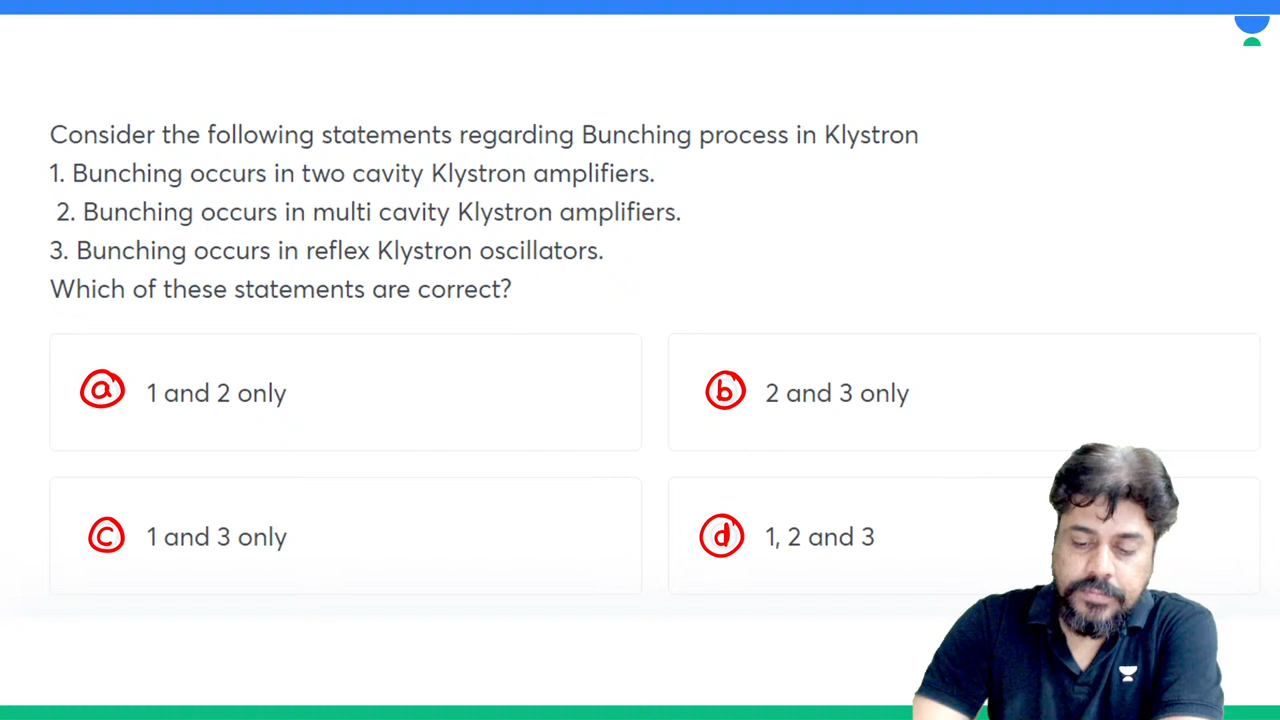 Consider the following statements regarding Bunching process in Klystron
1. Bunching occurs in two cavity Klystron amplifiers.
2. Bunching occurs in multi cavity Klystron amplifiers.
3. Bunching occurs in reflex Klystron oscillators.
Which of these statements are correct?
a 1 and 2 only
b 2 and 3 only
c 1 and 3 only
d 1, 2 and 3